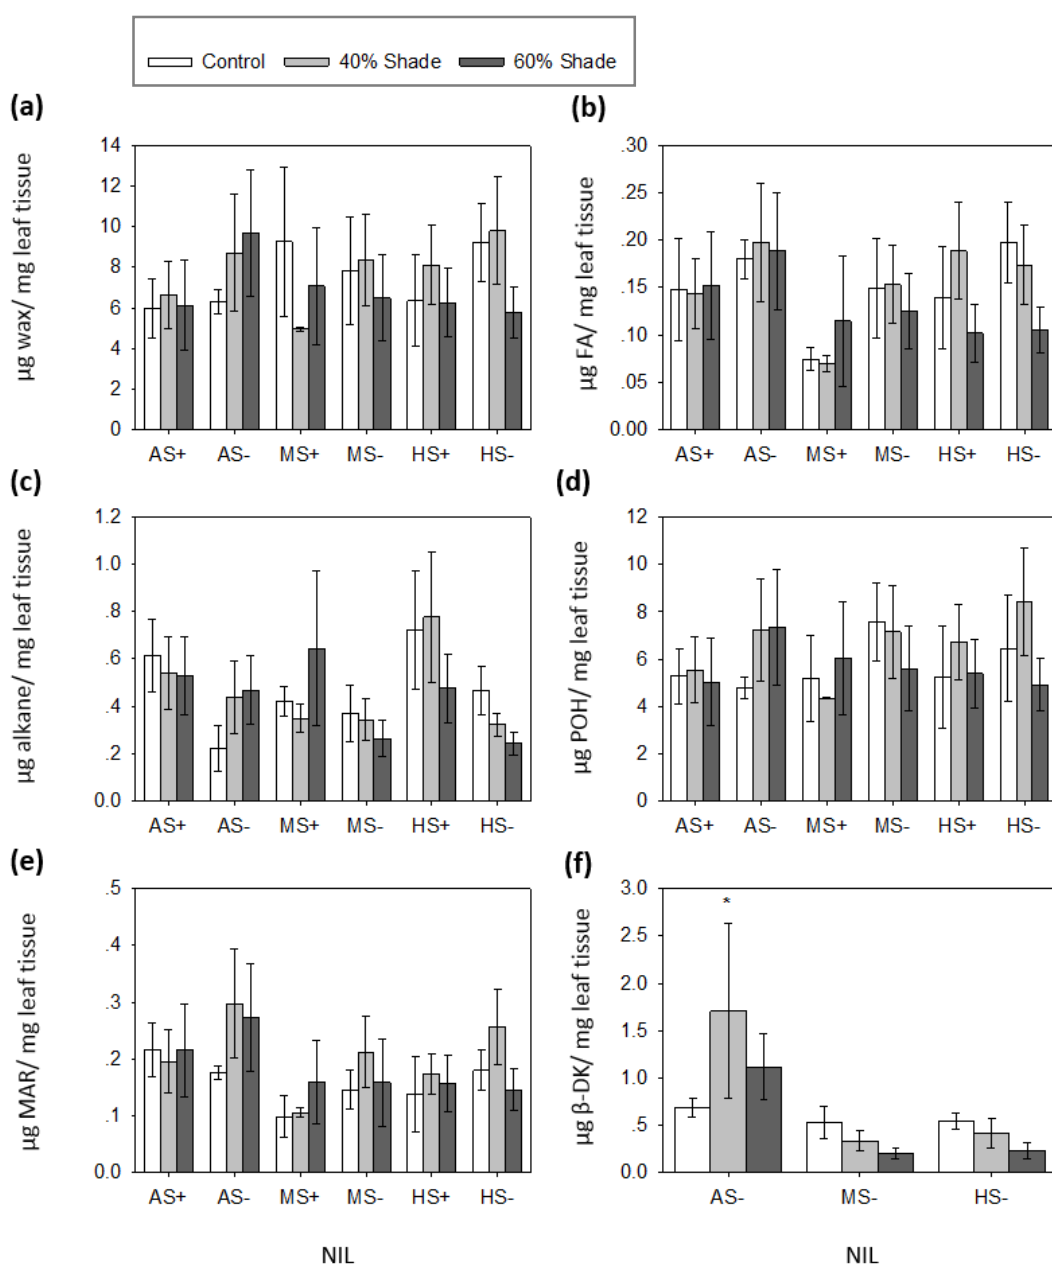 Control 40% Shade 60% Shade
(a)
µg wax/ mg leaf tissue
14
12
10
8
6
4
2
0
AS+ AS- MS+ MS- HS+ HS-
(b)
µg FA/ mg leaf tissue
.30
.25
.20
.15
.10
.05
0.00
AS+ AS- MS+ MS- HS+ HS-
(c)
µg alkane/ mg leaf tissue
1.2
1.0
.8
.6
.4
.2
0.0
AS+ AS- MS+ MS- HS+ HS-
(d)
µg POH/ mg leaf tissue
12
10
8
6
4
2
0
AS+ AS- MS+ MS- HS+ HS-
(e)
µg MAR/ mg leaf tissue
.5
.4
.3
.2
.1
0.0
AS+ AS- MS+ MS- HS+ HS-
NIL
(f)
µg β-DK/ mg leaf tissue
3.0
2.5
2.0
1.5
1.0
.5
0.0
*
AS- MS- HS-
NIL